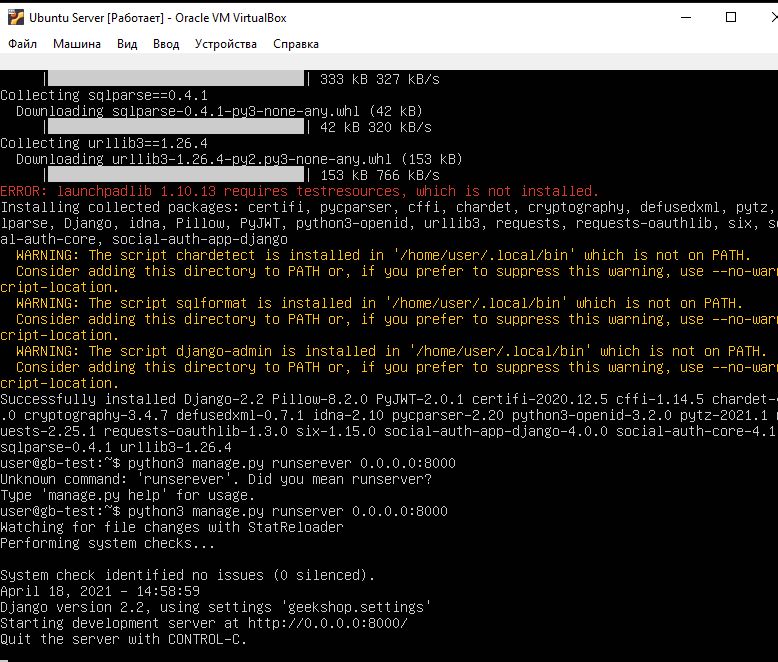 Ubuntu Server [Работает] - Oracle VM VirtualBox
Файл Машина Вид Ввод Устройства Справка
| 333 kB 327 kB/s
Collecting sqlparse==0.4.1
Downloading sqlparse-0.4.1-py3-none-any.whl (42 kB)
| 42 kB 320 kB/s
Collecting urllib3==1.26.4
Downloading urllib3-1.26.4-py2.py3-none-any.whl (153 kB)
| 153 kB 766 kB/s
ERROR: launchpadlib 1.10.13 requires testresources, which is not installed.
Installing collected packages: certifi, pycparser, cffi, chardet, cryptography, defusedxml, pytz,
lparse, Django, idna, Pillow, PyJWT, python3-openid, urllib3, requests, requests-oauthlib, six, so
al-auth-core, social-auth-app-django
WARNING: The script chardetect is installed in '/home/user/.local/bin' which is not on PATH.
Consider adding this directory to PATH or, if you prefer to suppress this warning, use --no-warn
cript-location.
WARNING: The script sqlformat is installed in '/home/user/.local/bin' which is not on PATH.
Consider adding this directory to PATH or, if you prefer to suppress this warning, use --no-warn
cript-location.
WARNING: The script django-admin is installed in '/home/user/.local/bin' which is not on PATH.
Consider adding this directory to PATH or, if you prefer to suppress this warning, use --no-warn
cript-location.
Successfully installed Django-2.2 Pillow-8.2.0 PyJWT-2.0.1 certifi-2020.12.5 cffi-1.14.5 chardet-
.0 cryptography-3.4.7 defusedxml-0.7.1 idna-2.10 pycparser-2.20 python3-openid-3.2.0 pytz-2021.1
uests-2.25.1 requests-oauthlib-1.3.0 six-1.15.0 social-auth-app-django-4.0.0 social-auth-core-4.1
sqlparse-0.4.1 urllib3-1.26.4
user@gb-test:~$ python3 manage.py runserever 0.0.0.0:8000
Unknown command: 'runserever'. Did you mean runserver?
Type 'manage.py help' for usage.
user@gb-test:~$ python3 manage.py runserver 0.0.0.0:8000
Watching for file changes with StatReloader
Performing system checks...
System check identified no issues (0 silenced).
April 18, 2021 - 14:58:59
Django version 2.2, using settings 'geekshop.settings'
Starting development server at http://0.0.0.0:8000/
Quit the server with CONTROL-C.